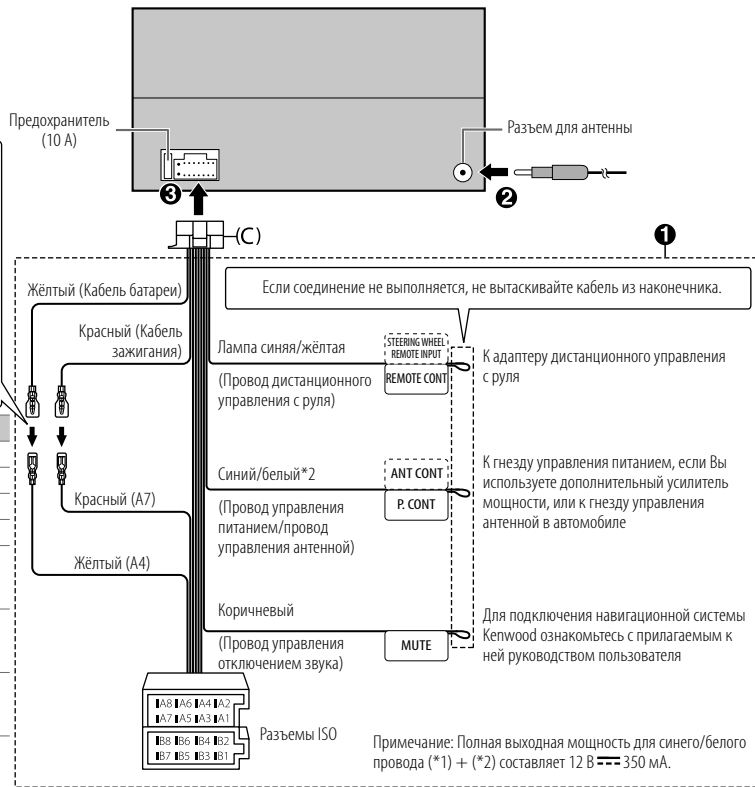 Предохранитель
(10 A)
Разъем для антенны
❸
❷
(C)
❶
Жёлтый (Кабель батареи)
Если соединение не выполняется, не вытаскивайте кабель из наконечника.
Красный (Кабель
зажигания)
Лампа синяя/жёлтая
(Провод дистанционного
управления с руля)
STEERING WHEEL
REMOTE INPUT
REMOTE CONT
К адаптеру дистанционного управления
с руля
Красный (A7)
Синий/белый*2
(Провод управления
питанием/провод
управления антенной)
ANT CONT
P. CONT
К гнезду управления питанием, если Вы
используете дополнительный усилитель
мощности, или к гнезду управления
антенной в автомобиле
Жёлтый (A4)
Коричневый
(Провод управления
отключением звука)
MUTE
Для подключения навигационной системы
Kenwood ознакомьтесь с прилагаемым к
ней руководством пользователя
A8 A6 A4 A2
A7 A5 A3 A1
B8 B6 B4 B2
B7 B5 B3 B1
Разъемы ISO
Примечание: Полная выходная мощность для синего/белого
провода (*1) + (*2) составляет 12 В ⎓ 350 мА.